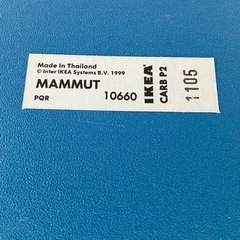 Made In Thailand
© Inter IKEA Systems B.V. 1999
MAMMUT
PQR 10660
IKEA
CARB P2
1105